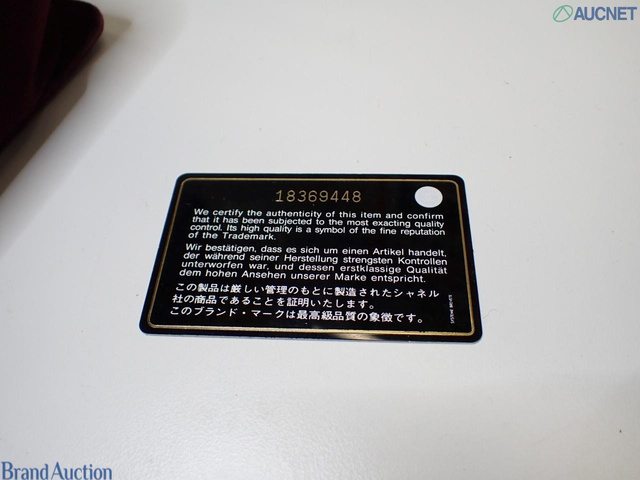 AUCNET
18369448
We certify the authenticity of this item and confirm
that it has been subjected to the most exacting quality
control. Its high quality is a symbol of the fine reputation
of the Trademark.
Wir bestätigen, dass es sich um einen Artikel handelt,
der während seiner Herstellung strengsten Kontrollen
unterworfen war, und dessen erstklassige Qualität
dem hohen Ansehen unserer Marke entspricht.
この製品は厳しい管理のもとに製造されたシャネル
社の商品であることを証明いたします。
このブランド・マークは最高級品質の象徴です。
Brand Auction